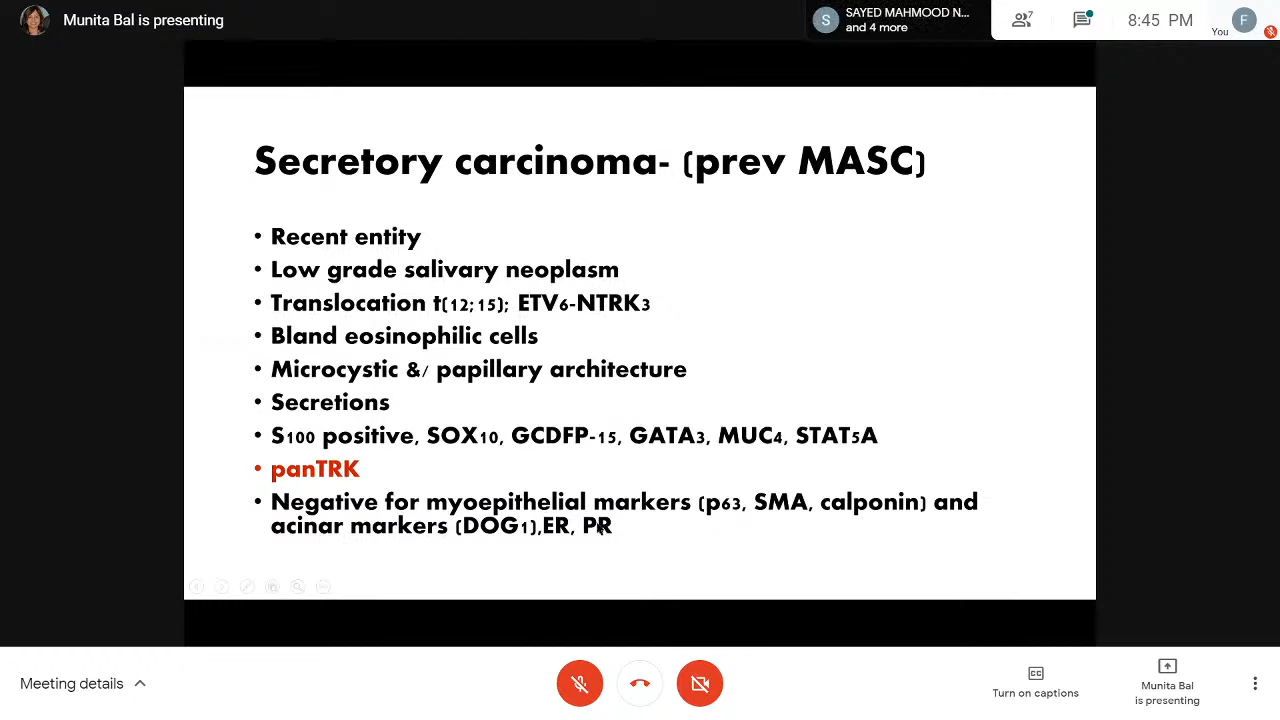 Munita Bal is presenting
S
SAYED MAHMOOD N...
and 4 more
7
8:45 PM
You
F
Secretory carcinoma- (prev MASC)
• Recent entity
• Low grade salivary neoplasm
• Translocation t(12;15); ETV6-NTRK3
• Bland eosinophilic cells
• Microcystic &/ papillary architecture
• Secretions
• S100 positive, SOX10, GCDFP-15, GATA3, MUC4, STAT5A
• panTRK
• Negative for myoepithelial markers (p63, SMA, calponin) and
acinar markers (DOG1),ER, PR
Meeting details
CC
Turn on captions
Munita Bal
is presenting